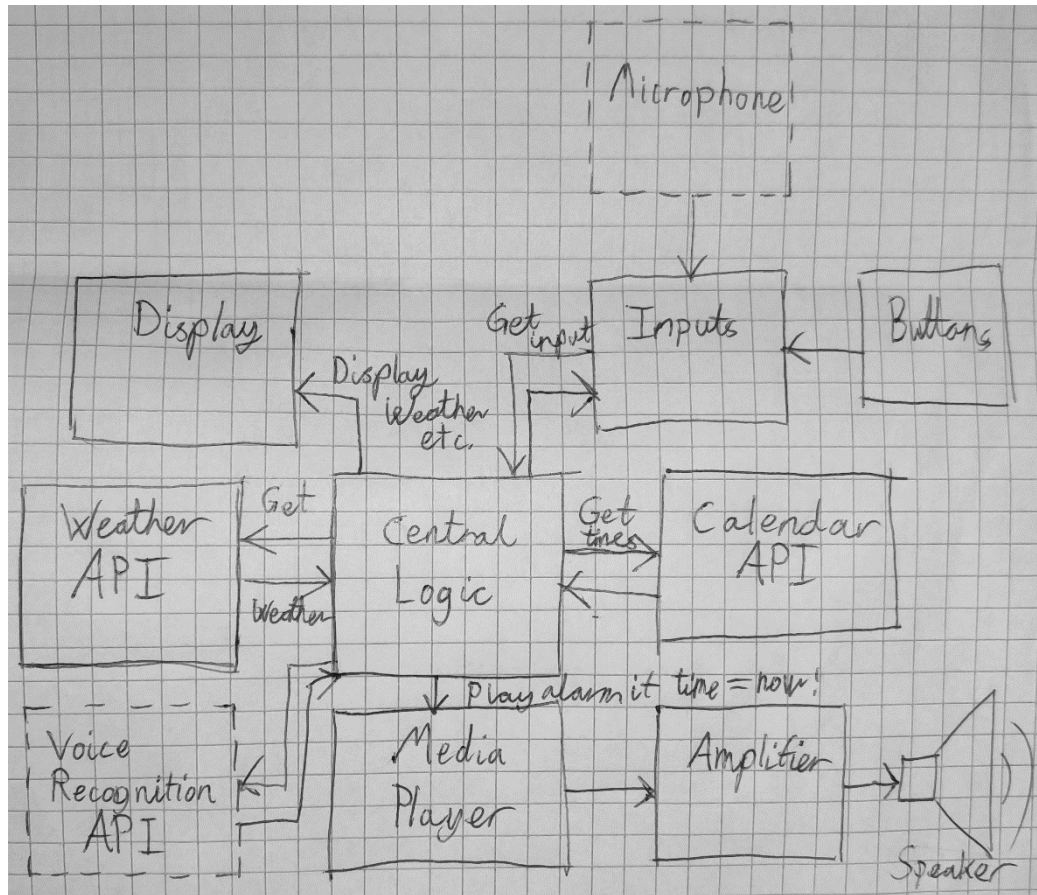 Microphone
Display
Get
input
Inputs
Buttons
Display
Weather
etc.
Weather
API
Get
Weather
Central
Logic
Get
times
Calendar
API
Play alarm if time = now!
Voice
Recognition
API
Media
Player
Amplifier
Speaker